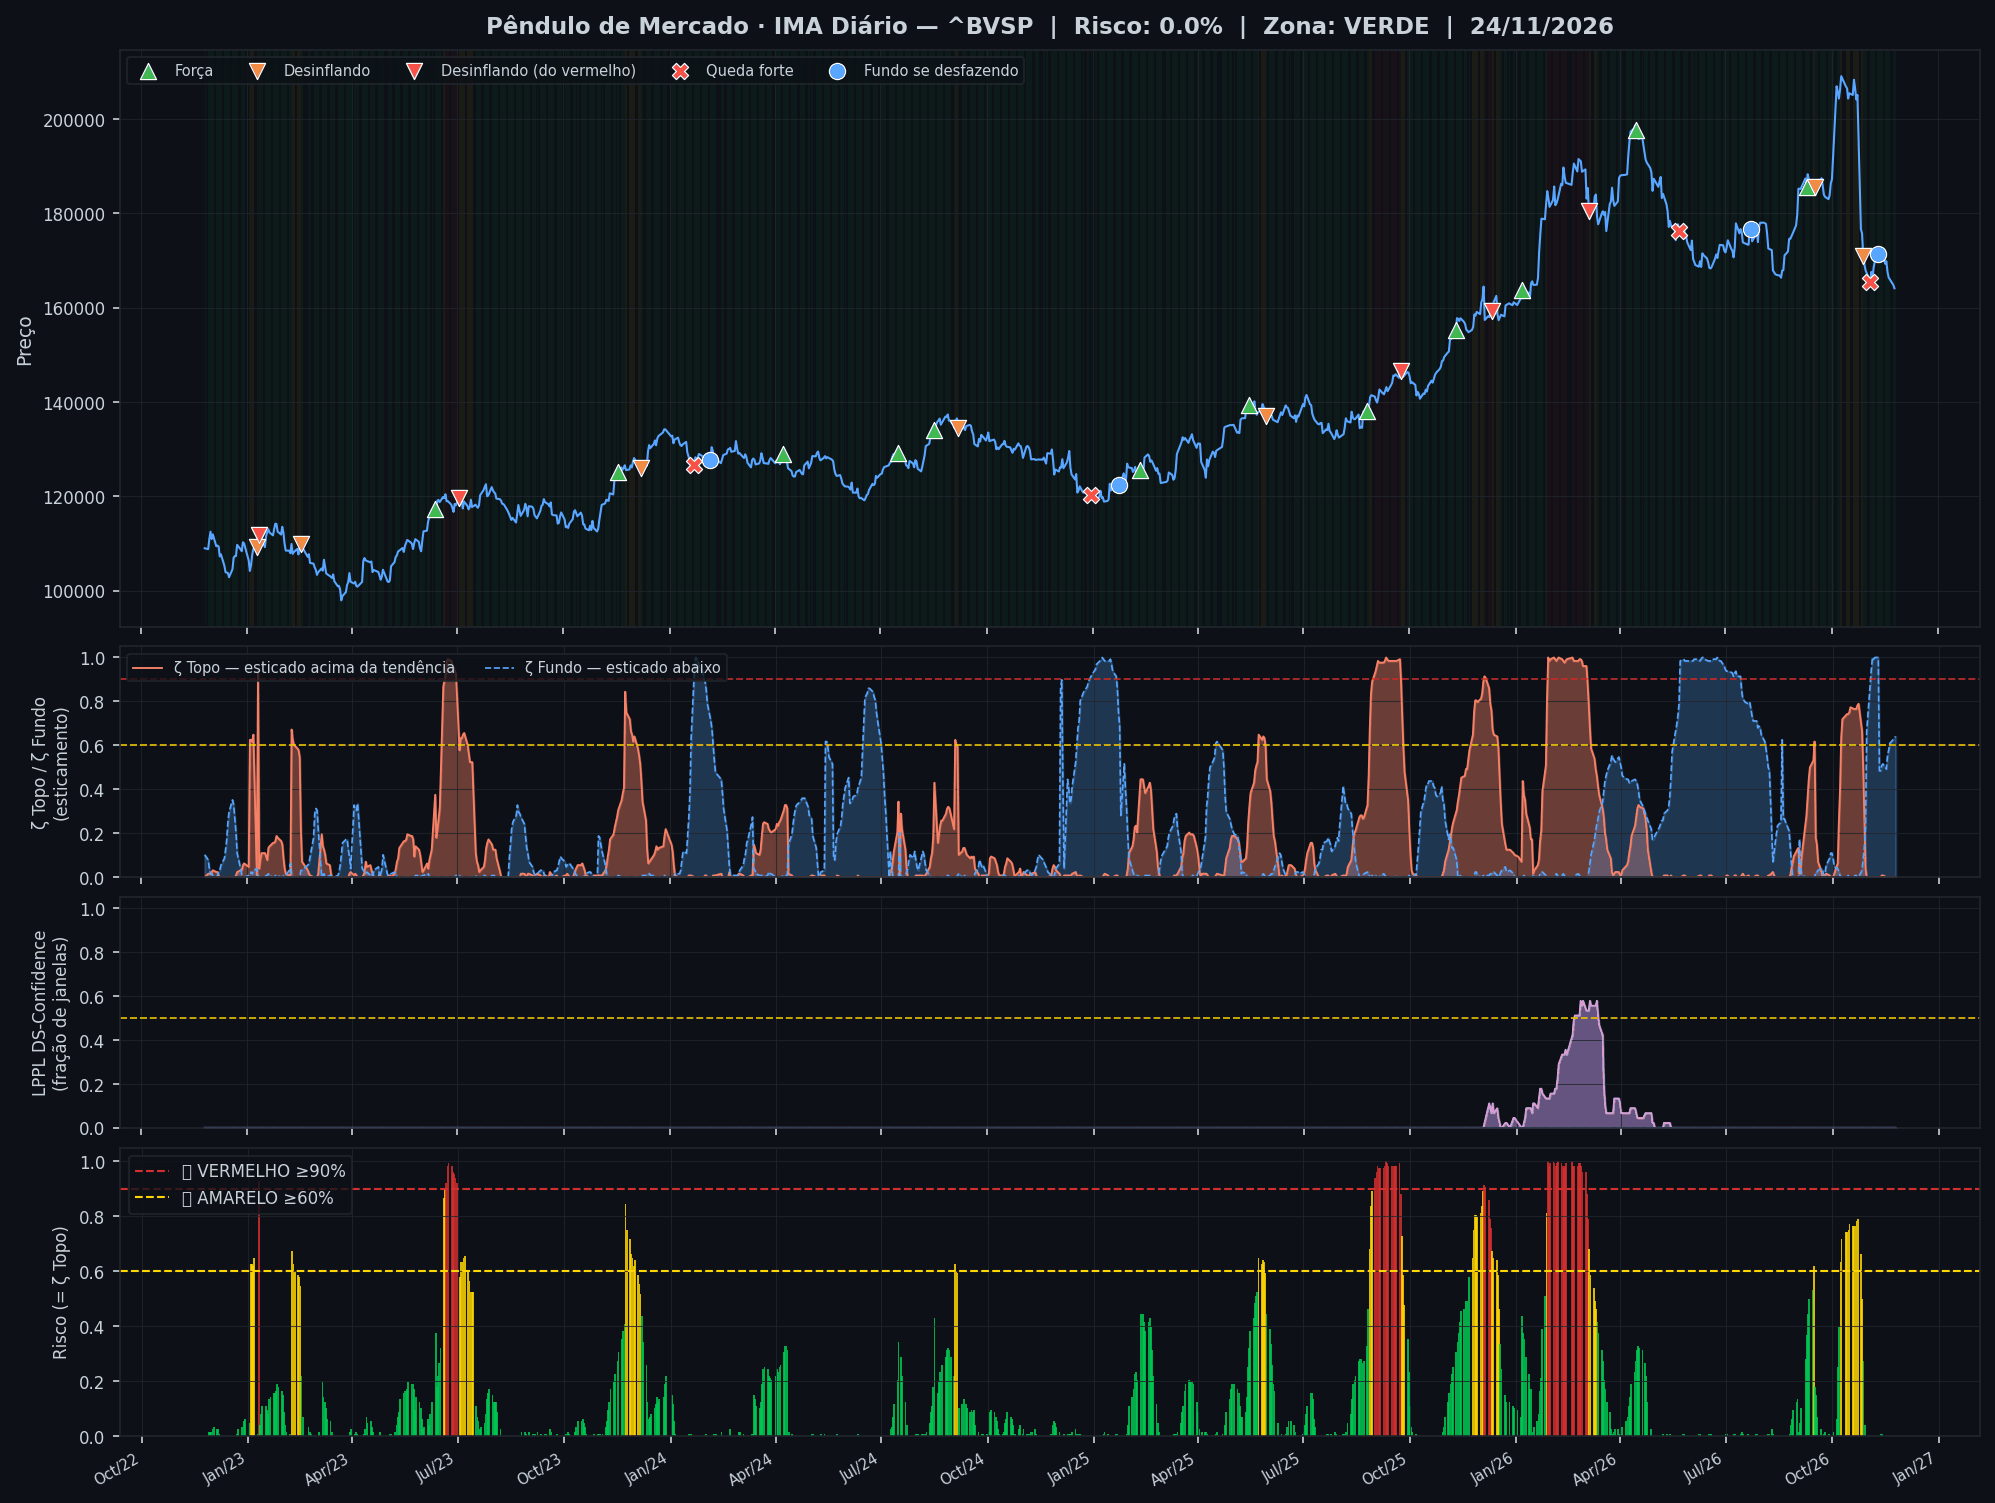 Pêndulo de Mercado · IMA Diário — ^BVSP | Risco: 0.0% | Zona: VERDE | 24/11/2026
Força
Desinflando
Desinflando (do vermelho)
Queda forte
Fundo se desfazendo
Preço
200000
180000
160000
140000
120000
100000
ζ Topo / ζ Fundo
(esticamento)
ζ Topo — esticado acima da tendência
ζ Fundo — esticado abaixo
1.0
0.8
0.6
0.4
0.2
0.0
LPPL DS-Confidence
(fração de janelas)
1.0
0.8
0.6
0.4
0.2
0.0
Risco (= ζ Topo)
VERMELHO ≥90%
AMARELO ≥60%
1.0
0.8
0.6
0.4
0.2
0.0
Oct/22
Jan/23
Apr/23
Jul/23
Oct/23
Jan/24
Apr/24
Jul/24
Oct/24
Jan/25
Apr/25
Jul/25
Oct/25
Jan/26
Apr/26
Jul/26
Oct/26
Jan/27